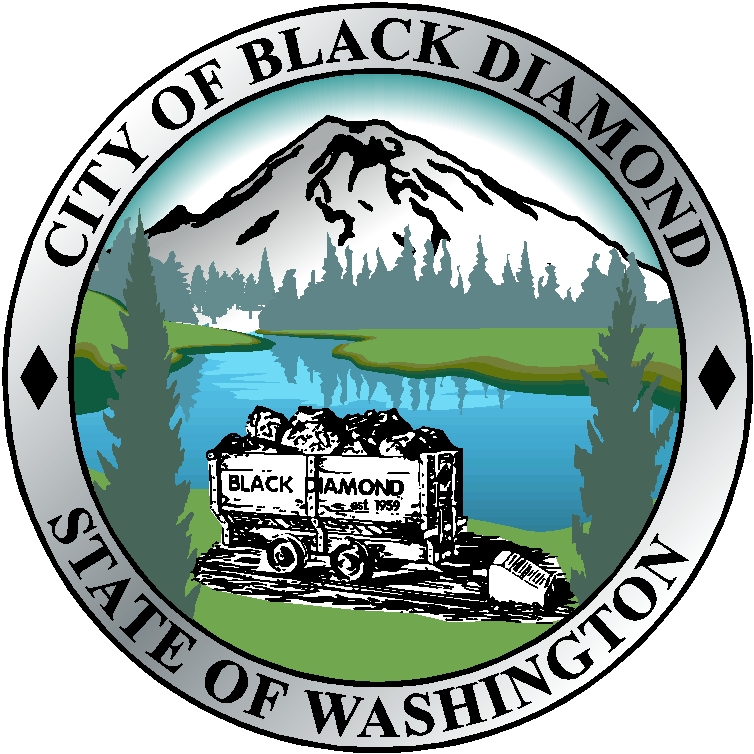 CITY OF BLACK DIAMOND
BLACK DIAMOND
est 1959
STATE OF WASHINGTON